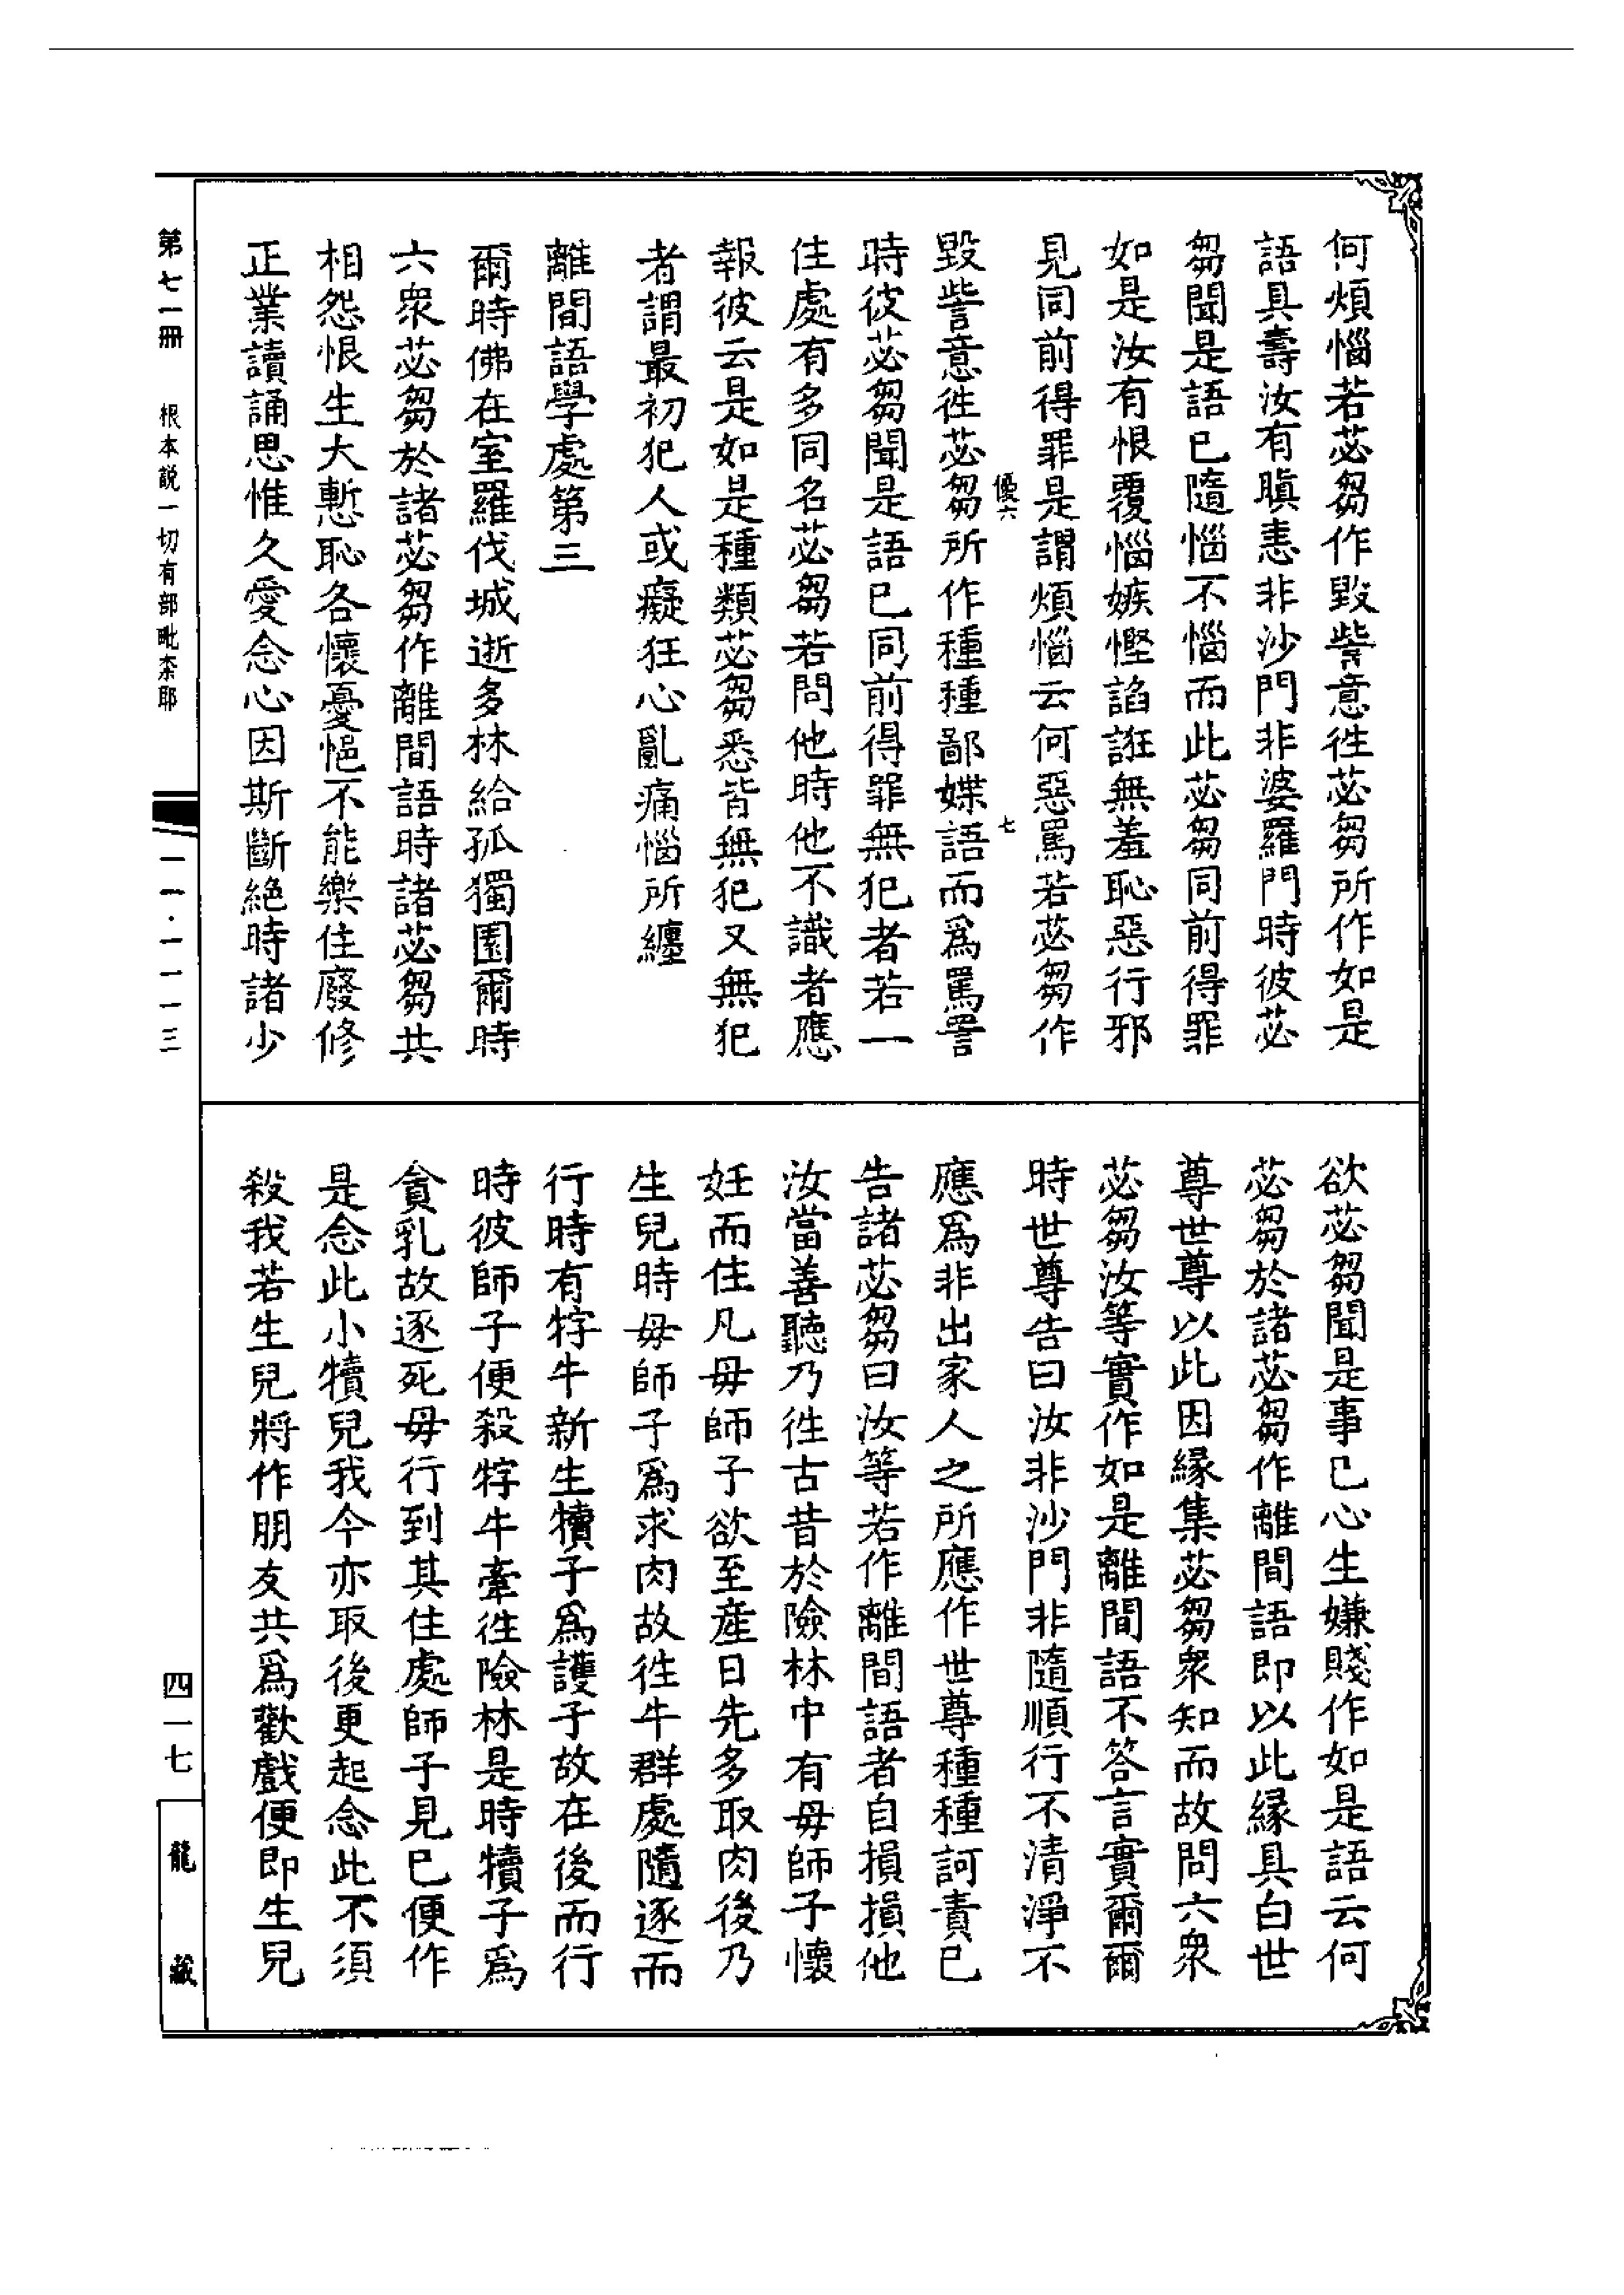 何煩惱若苾芻作毀訾意往苾芻所作如是
語具壽汝有瞋恚非沙門非婆羅門時彼苾
芻聞是語已隨惱不惱而此苾芻同前得罪
如是汝有恨覆惱嫉慳諂誑無羞恥惡行邪
見同前得罪是謂煩惱云何惡罵若苾芻作
優六
七
毀訾意往苾芻所作種種鄙媟語而為罵詈
時彼苾芻聞是語已同前得罪無犯者若一
住處有多同名苾芻若問他時他不識者應
報彼云是如是種類苾芻悉皆無犯又無犯
者謂最初犯人或癡狂心亂痛惱所纏
離間語學處第三
爾時佛在室羅伐城逝多林給孤獨園爾時
六衆苾芻於諸苾芻作離間語時諸苾芻共
相怨恨生大慙恥各懷憂悒不能樂住廢修
正業讀誦思惟久愛念心因斯斷絕時諸少
欲苾芻聞是事已心生嫌賤作如是語云何
苾芻於諸苾芻作離間語即以此緣具白世
尊世尊以此因緣集苾芻衆知而故問六衆
苾芻汝等實作如是離間語不答言實爾爾
時世尊告曰汝非沙門非隨順行不清淨不
應爲非出家人之所應作世尊種種訶責已
告諸苾芻曰汝等若作離間語者自損損他
汝當善聽乃往古昔於險林中有母師子懷
妊而住凡母師子欲至産日先多取肉後乃
生兒時母師子爲求肉故往牛群處隨逐而
行時有牸牛新生犢子爲護子故在後而行
時彼師子便殺牸牛牽往險林是時犢子爲
貪乳故逐死母行到其住處師子見已便作
是念此小犢兒我今亦取後更起念此不須
殺我若生兒將作朋友共爲歡戲便即生兒
第七一冊
根本説一切有部毗柰耶
一一·一一一三
四一七
龍藏